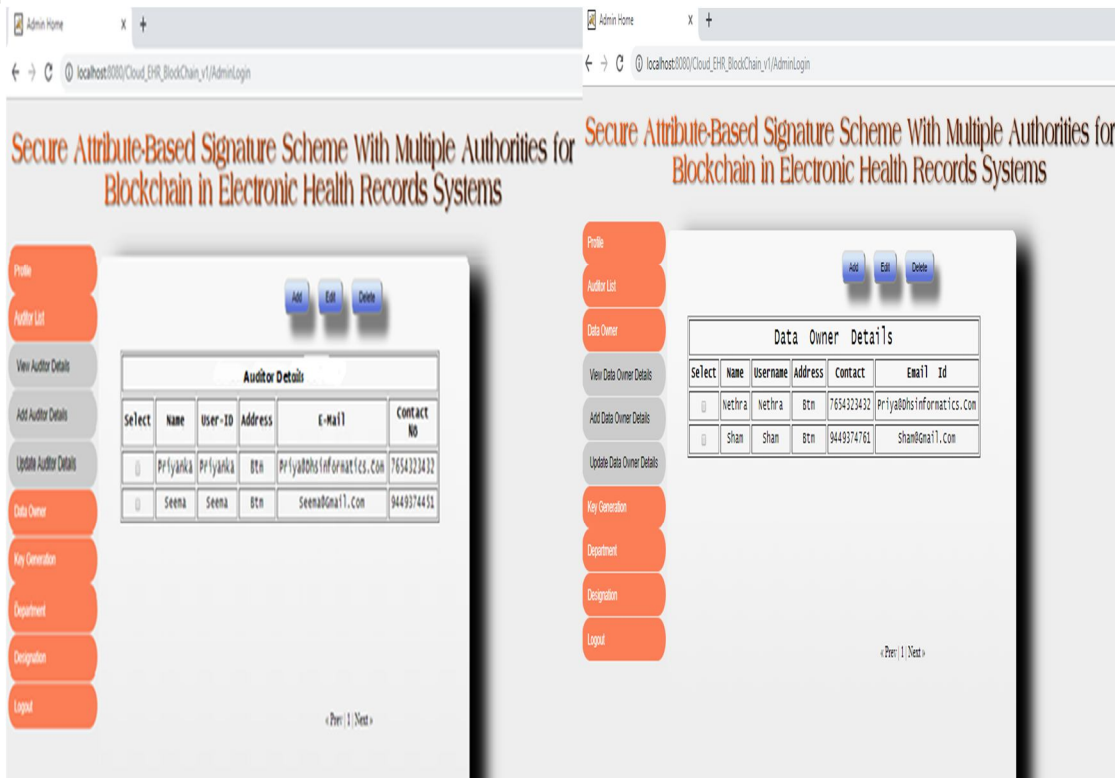 Admin Home x +
localhost:8080/Cloud_EHR_BlockChain_v1/AdminLogin
Secure Attribute-Based Signature Scheme With Multiple Authorities for
Blockchain in Electronic Health Records Systems
Profile
Auditor List
View Auditor Details
Add Auditor Details
Update Auditor Details
Data Owner
Key Generation
Department
Designation
Logout
Add Edit Delete
Auditor Details
Select Name User-ID Address E-Mail Contact
No
Priyanka Priyanka Btn Priya@Dhsinformatics.Com 7654323432
Seena Seena Btn Seena@Gmail.Com 9449374451
« Prev | 1 | Next »
Admin Home x +
localhost:8080/Cloud_EHR_BlockChain_v1/AdminLogin
Secure Attribute-Based Signature Scheme With Multiple Authorities for
Blockchain in Electronic Health Records Systems
Profile
Auditor List
Data Owner
View Data Owner Details
Add Data Owner Details
Update Data Owner Details
Key Generation
Department
Designation
Logout
Add Edit Delete
Data Owner Details
Select Name Username Address Contact Email Id
Nethra Nethra Btn 7654323432 Priya@Dhsinformatics.Com
Sham Sham Btn 9449374761 Sham@Gmail.Com
« Prev | 1 | Next »